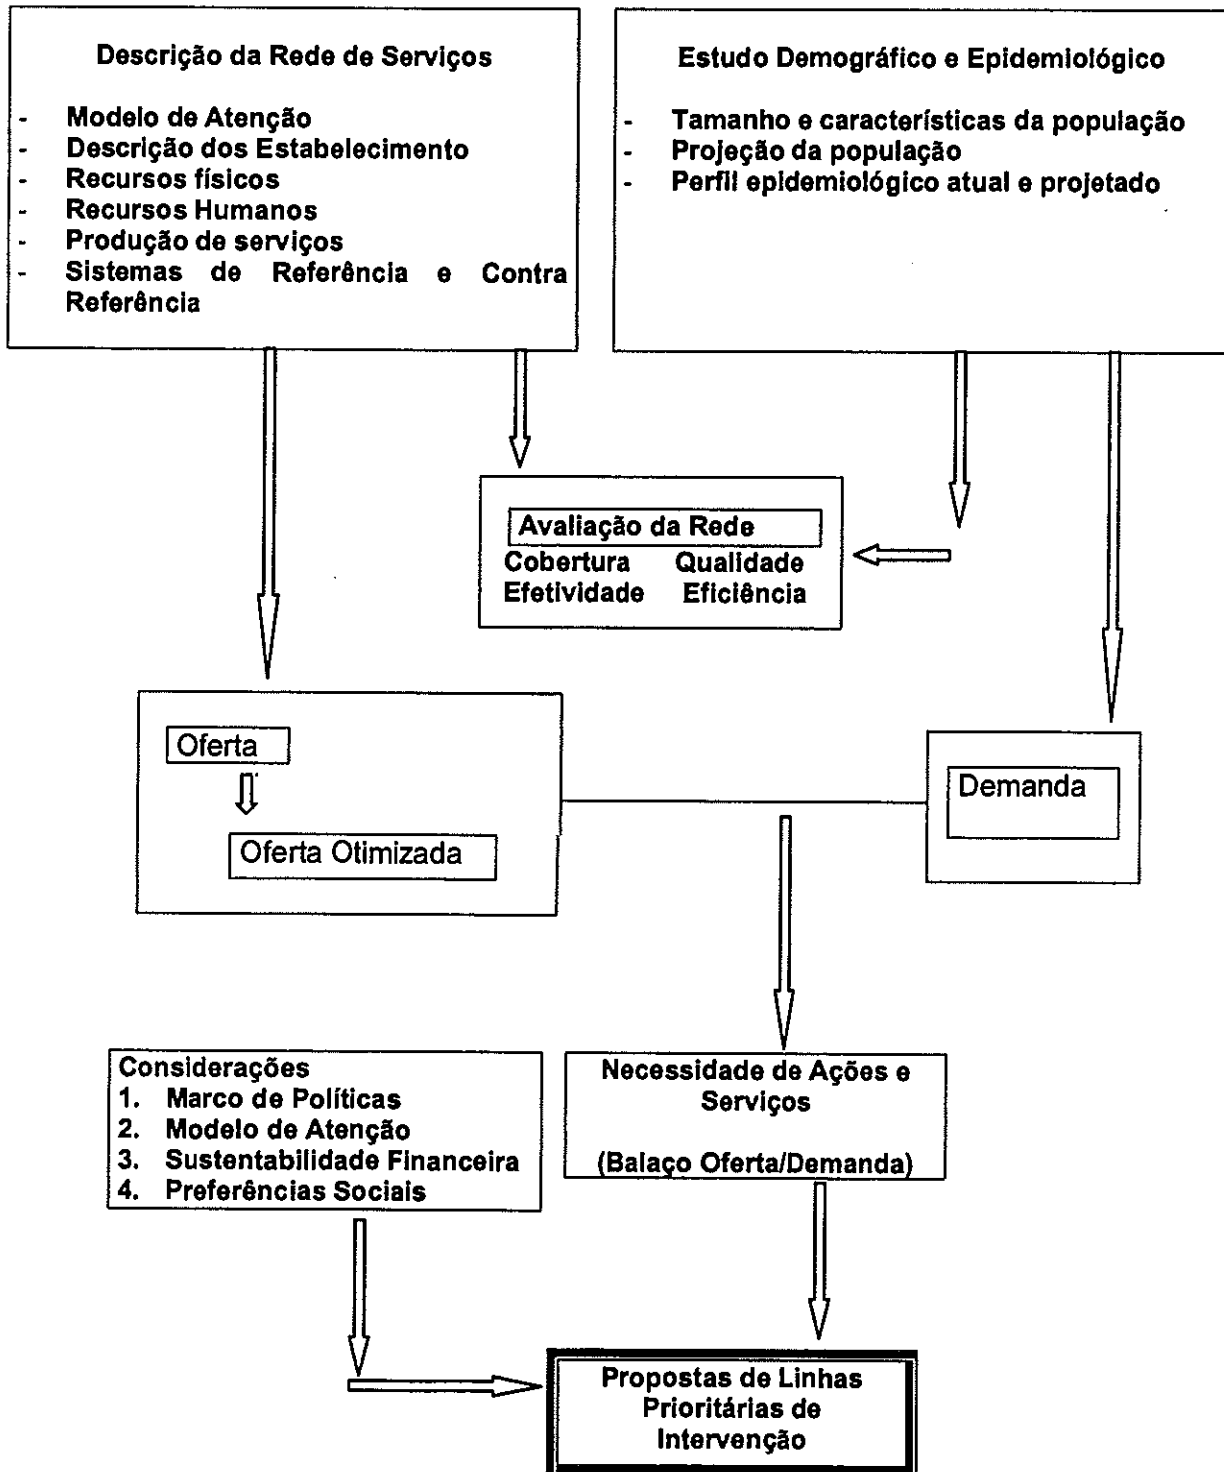 Descrição da Rede de Serviços
- Modelo de Atenção
- Descrição dos Estabelecimento
- Recursos físicos
- Recursos Humanos
- Produção de serviços
- Sistemas de Referência e Contra
Referência
Estudo Demográfico e Epidemiológico
- Tamanho e características da população
- Projeção da população
- Perfil epidemiológico atual e projetado
Avaliação da Rede
Cobertura Qualidade
Efetividade Eficiência
Oferta
Oferta Otimizada
Demanda
Considerações
1. Marco de Políticas
2. Modelo de Atenção
3. Sustentabilidade Financeira
4. Preferências Sociais
Necessidade de Ações e
Serviços
(Balaço Oferta/Demanda)
Propostas de Linhas
Prioritárias de
Intervenção